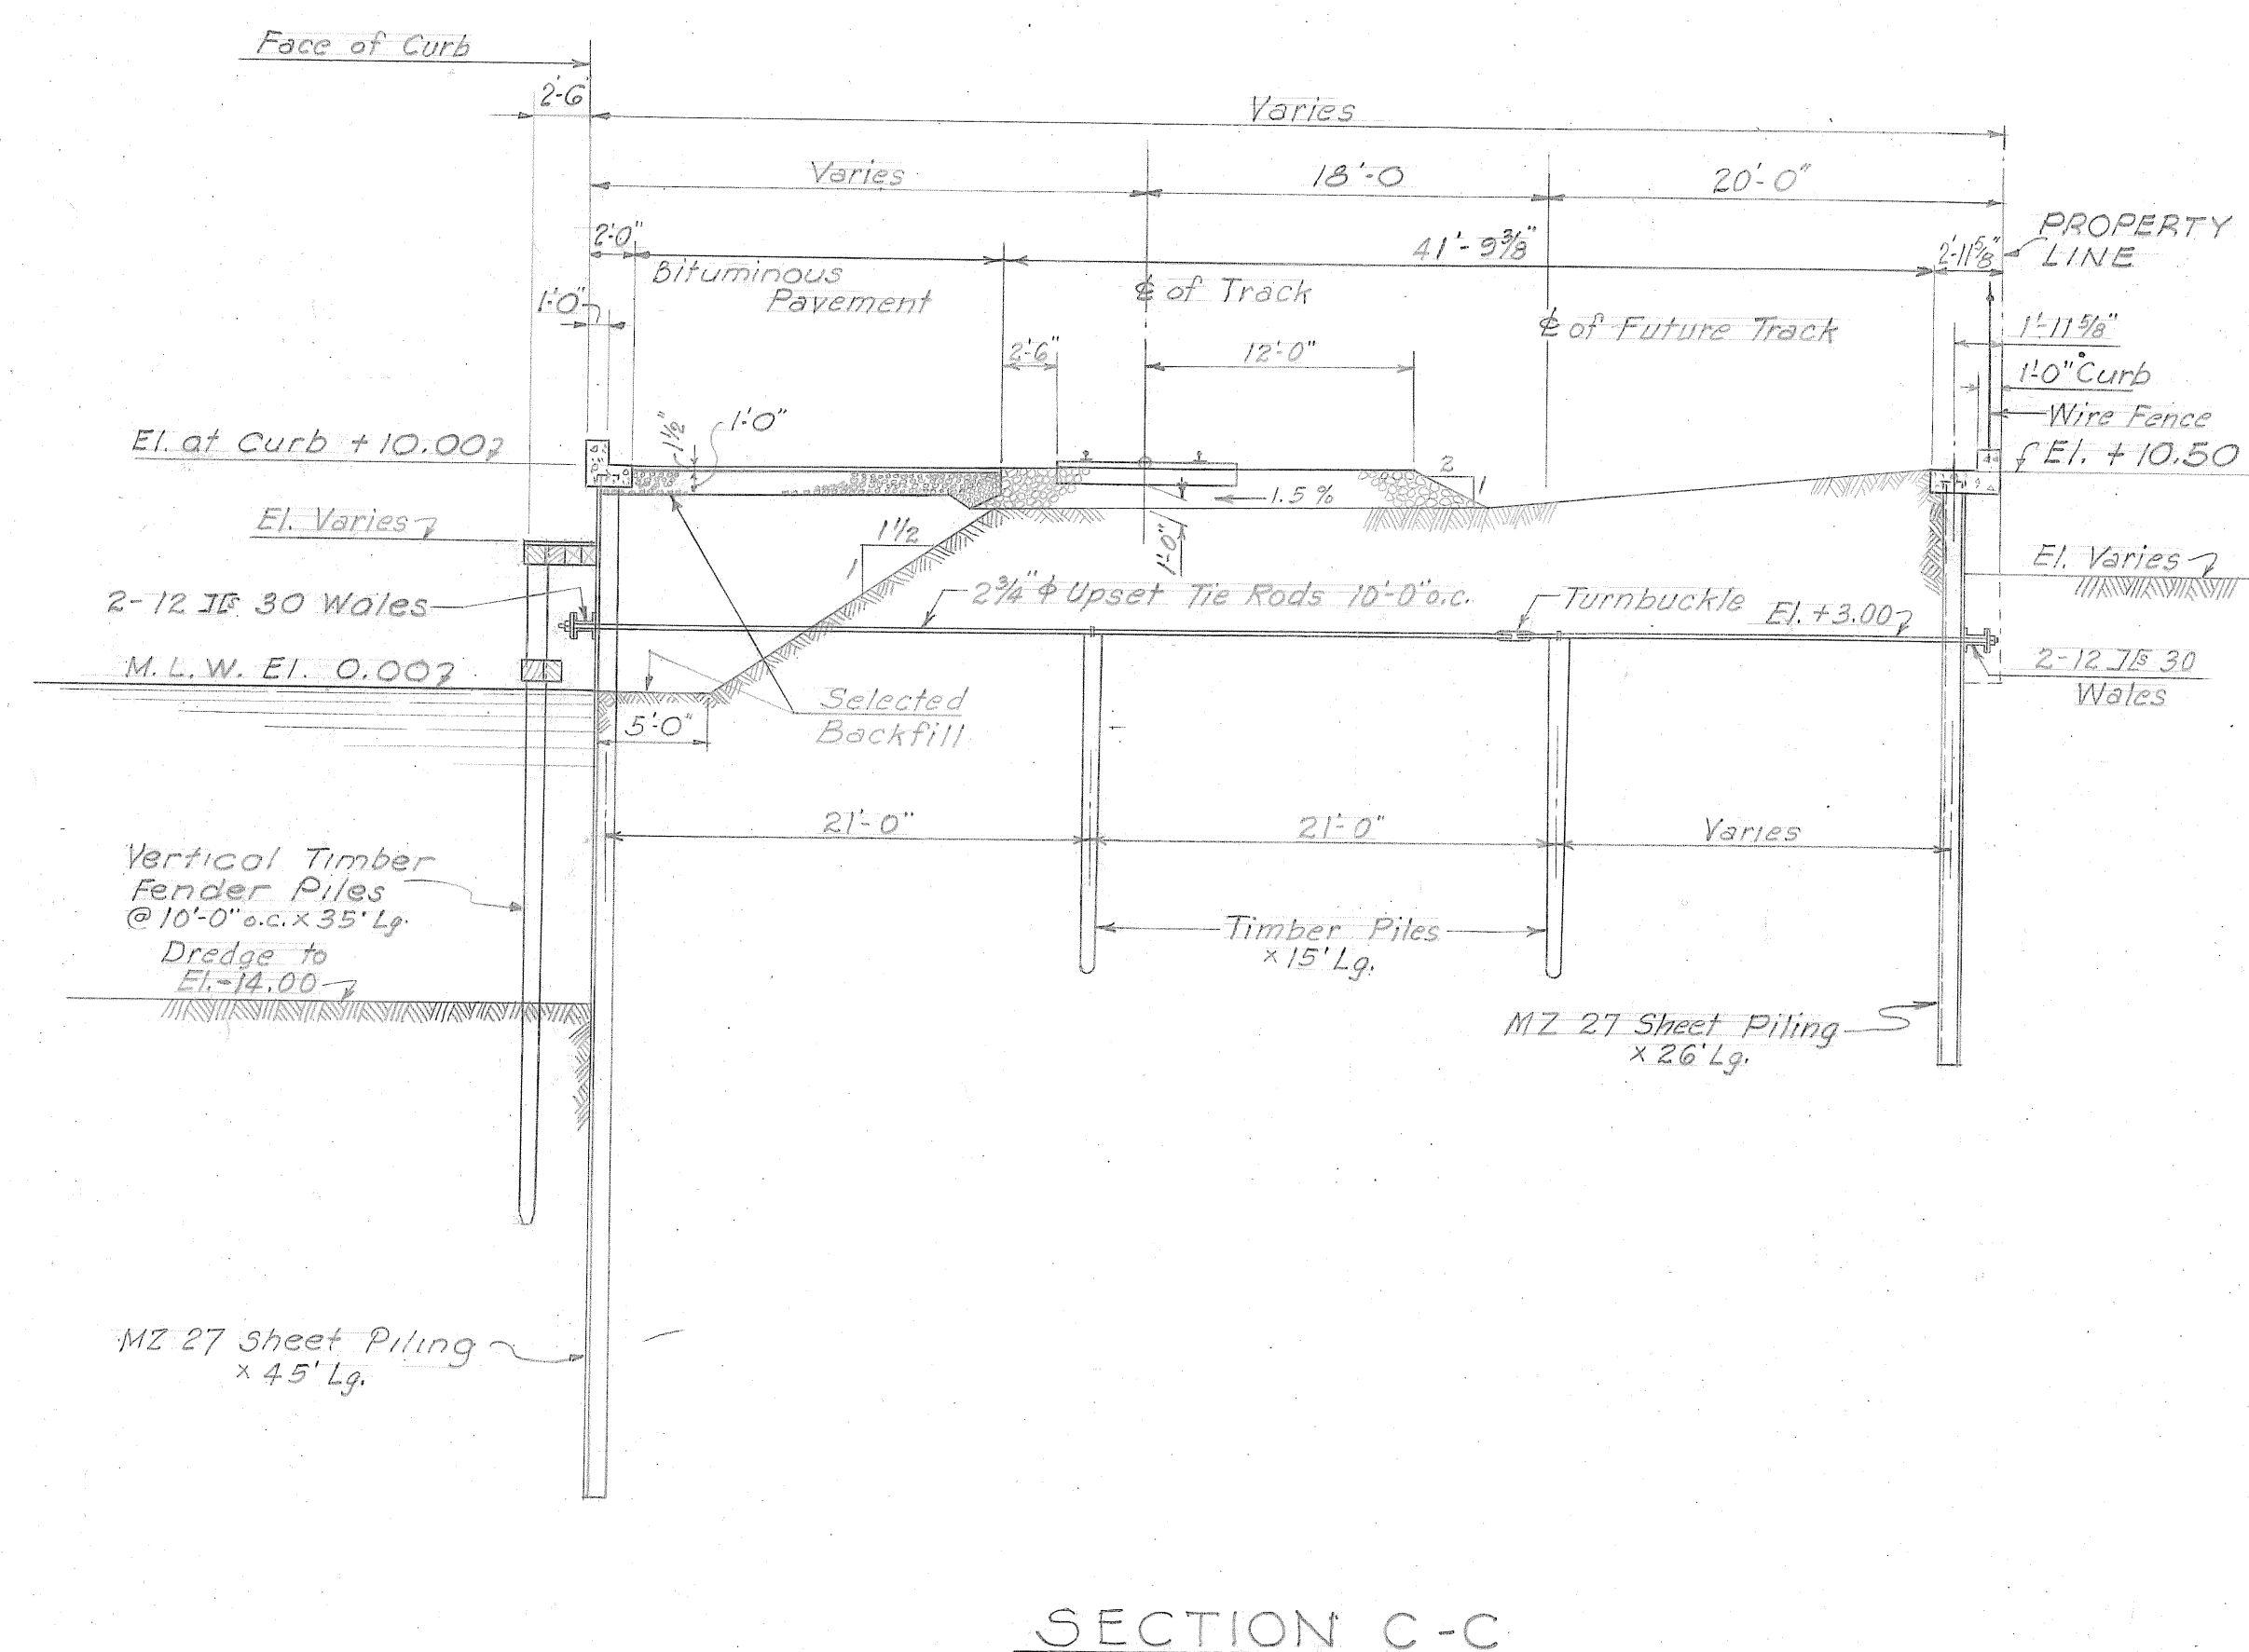 Face of Curb
2'-6
Varies
Varies
18'-0
20'-0"
PROPERTY
LINE
2'-0"
41'-9 3/8"
2'-11 5/8"
Bituminous
Pavement
1'-0"
℄ of Track
℄ of Future Track
1'-11 5/8"
2'-6"
12'-0"
1'-0" Curb
Wire Fence
El. at Curb + 10.00
1 1/2"
1'-0"
2
1
El. + 10.50
1.5 %
El. Varies
1 1/2
1
1'-0"
El. Varies
2-12 30 Wales
2 3/4" ϕ Upset Tie Rods 10'-0" o.c.
Turnbuckle
El. +3.00
M.L.W. El. 0.00
2-12 30
Wales
Selected
Backfill
5'-0"
21'-0"
21'-0"
Varies
Vertical Timber
Fender Piles
@ 10'-0" o.c. x 35' Lg.
Dredge to
El.-14.00
Timber Piles
x 15' Lg.
MZ 27 Sheet Piling
x 26' Lg.
MZ 27 Sheet Piling
x 45' Lg.
SECTION C-C